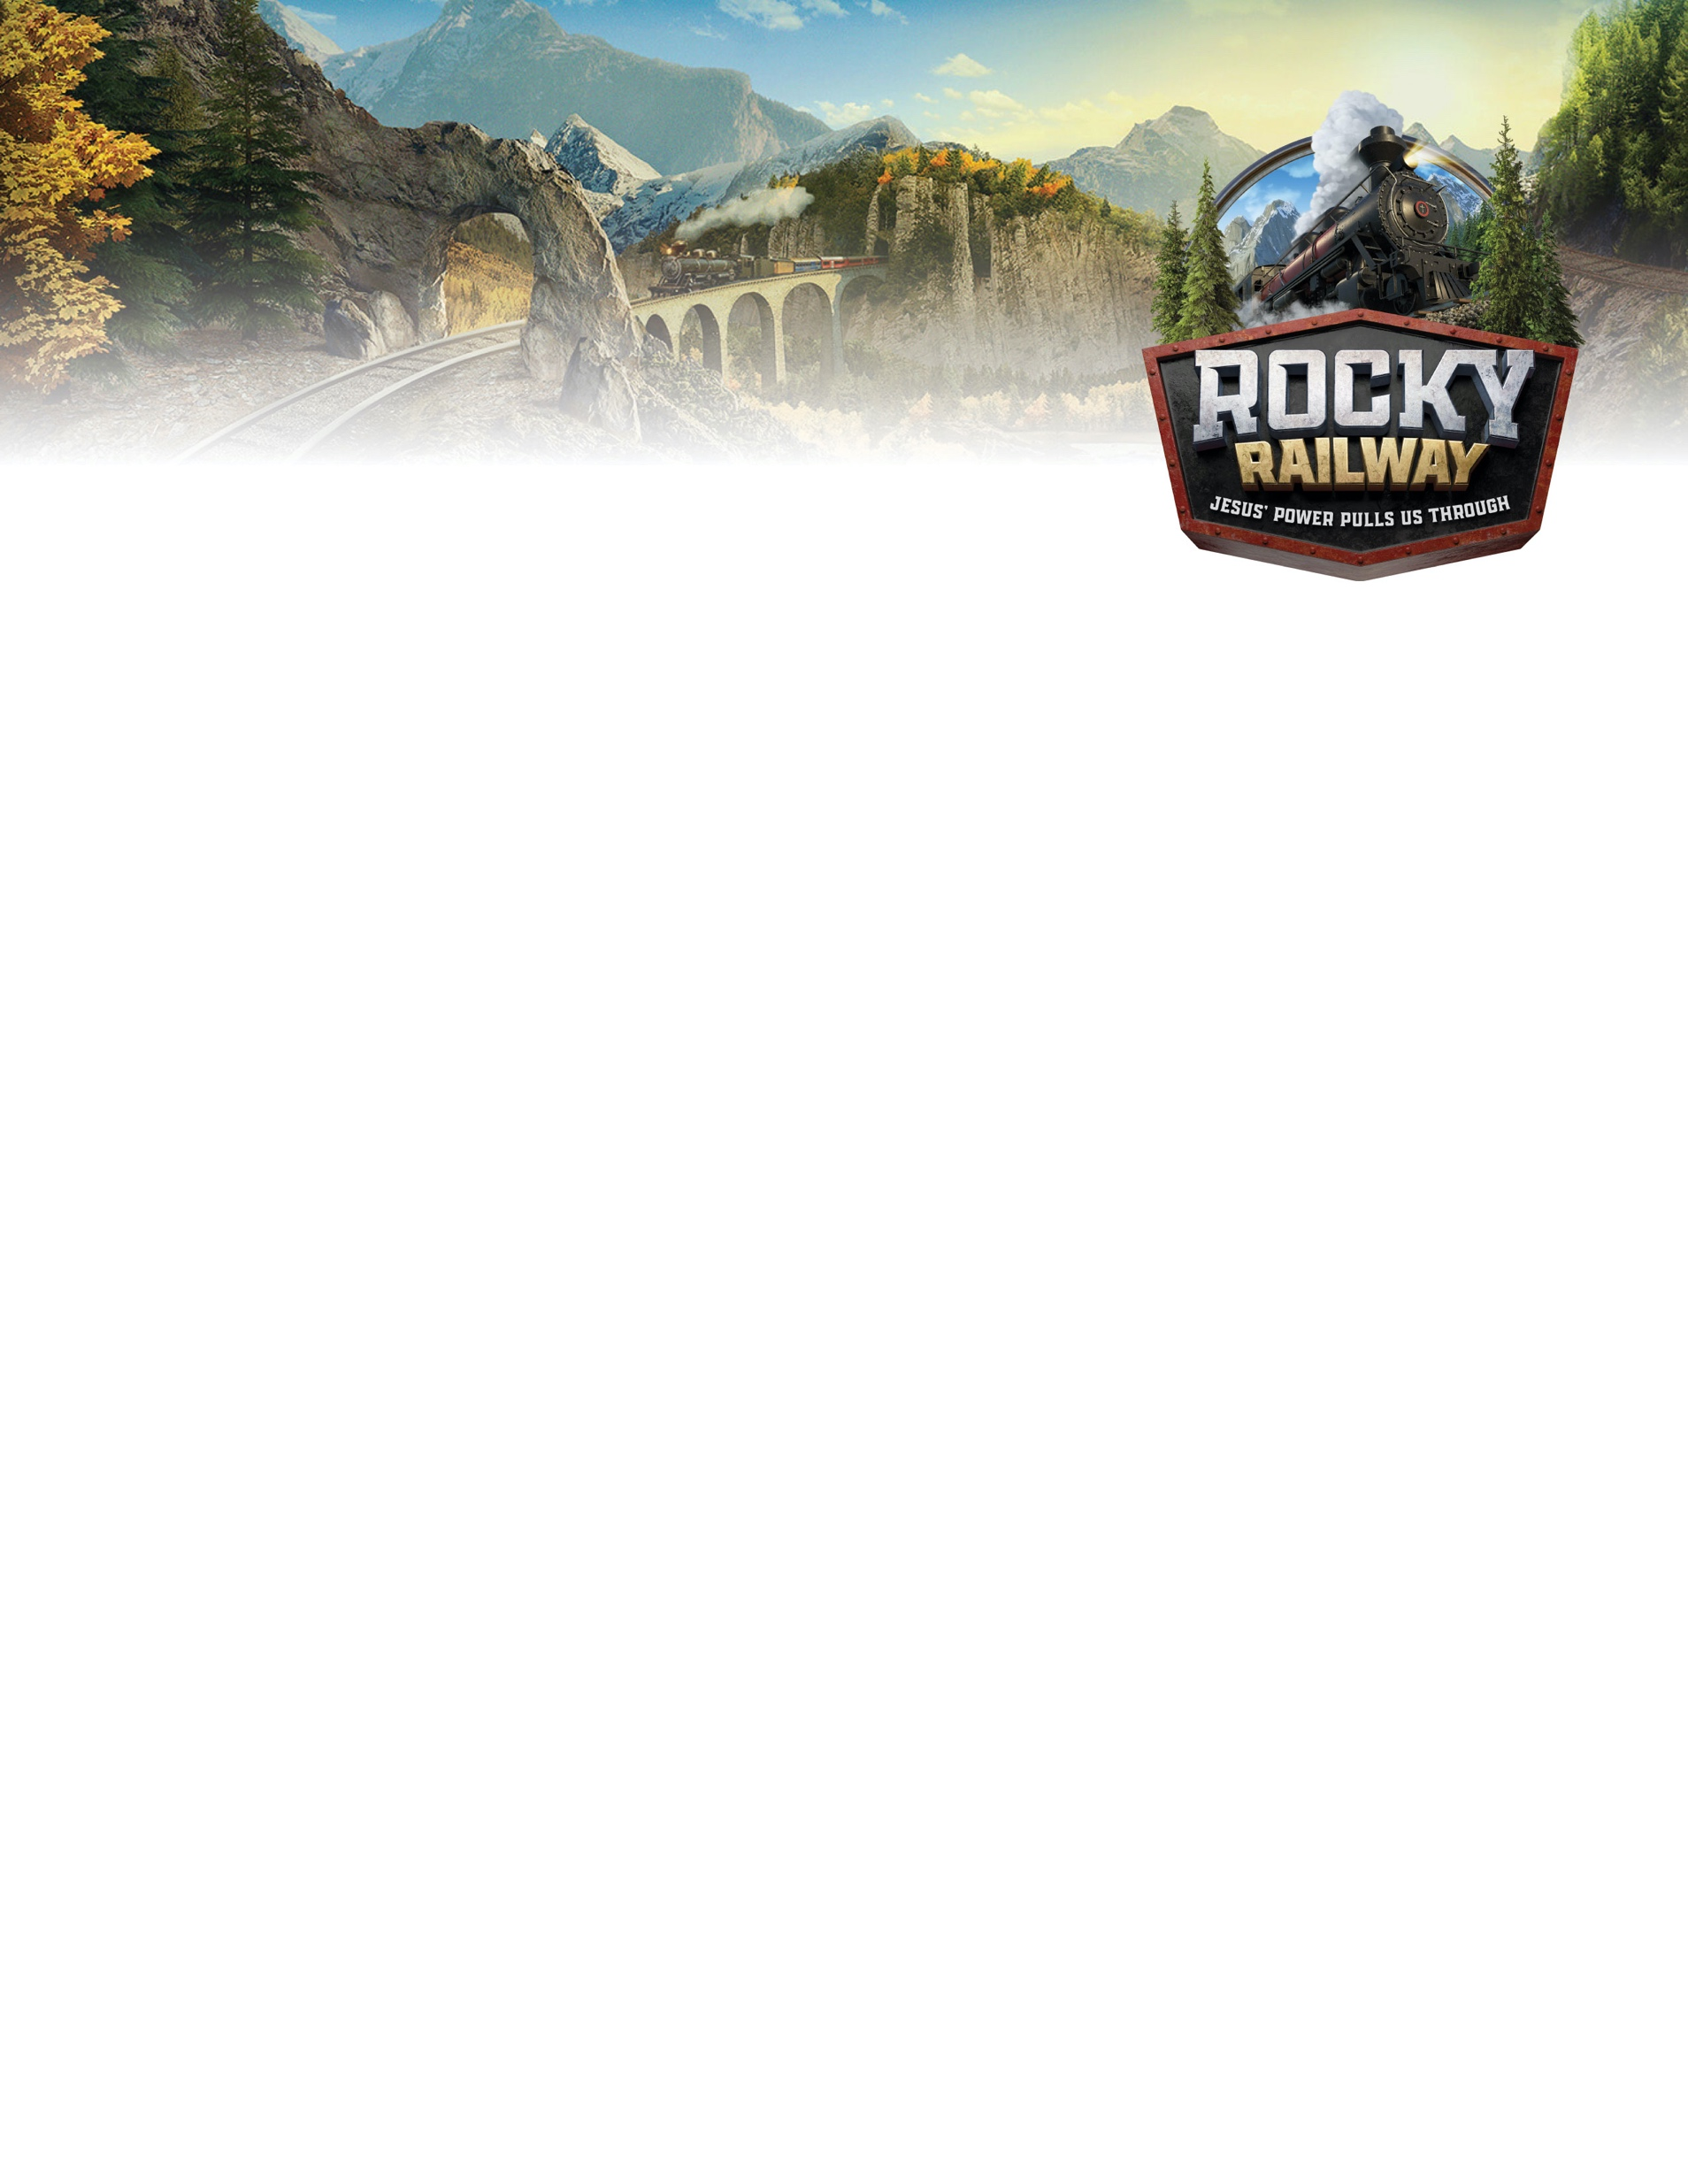 ROCKY
RAILWAY
JESUS' POWER PULLS US THROUGH